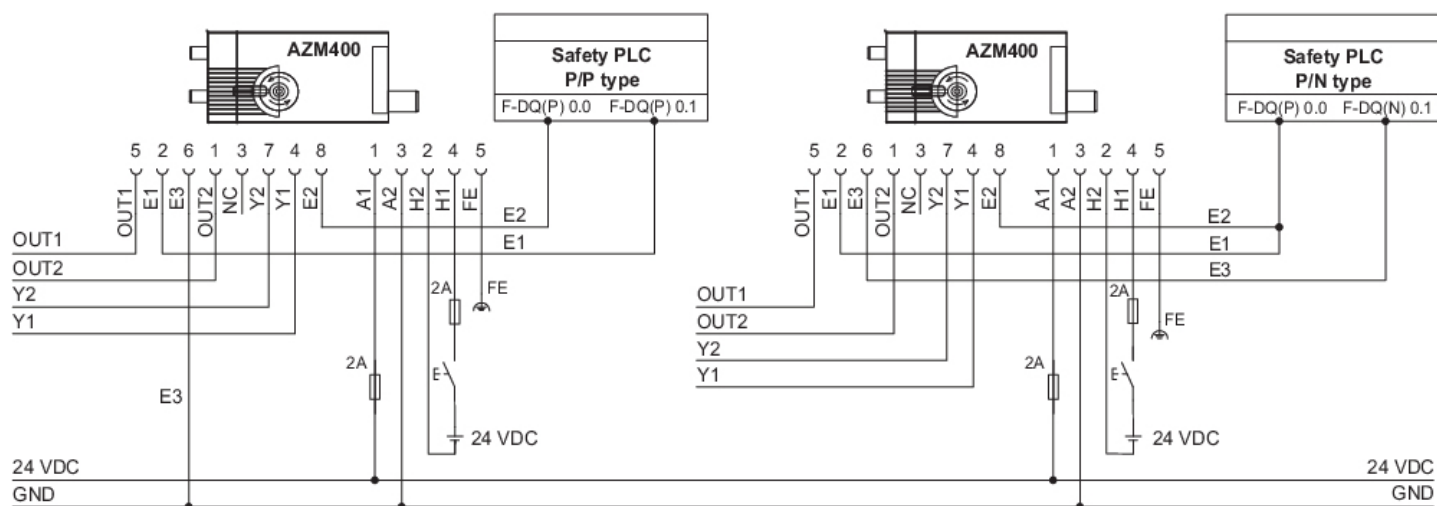 AZM400
Safety PLC
P/P type
F-DQ(P) 0.0 F-DQ(P) 0.1
5 2 6 1 3 7 4 8 1 3 2 4 5
OUT1 E1 E3 OUT2 NC Y2 Y1 E2 A1 A2 H2 H1 FE
E2
E1
OUT1
OUT2
Y2
Y1
2A
FE
2A
E3
24 VDC
AZM400
Safety PLC
P/N type
F-DQ(P) 0.0 F-DQ(N) 0.1
5 2 6 1 3 7 4 8 1 3 2 4 5
OUT1 E1 E3 OUT2 NC Y2 Y1 E2 A1 A2 H2 H1 FE
E2
E1
E3
OUT1
OUT2
Y2
Y1
2A
FE
2A
24 VDC
24 VDC 24 VDC
GND GND